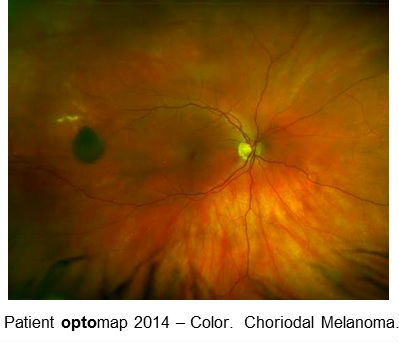 Patient optomap 2014 – Color.  Choriodal Melanoma.